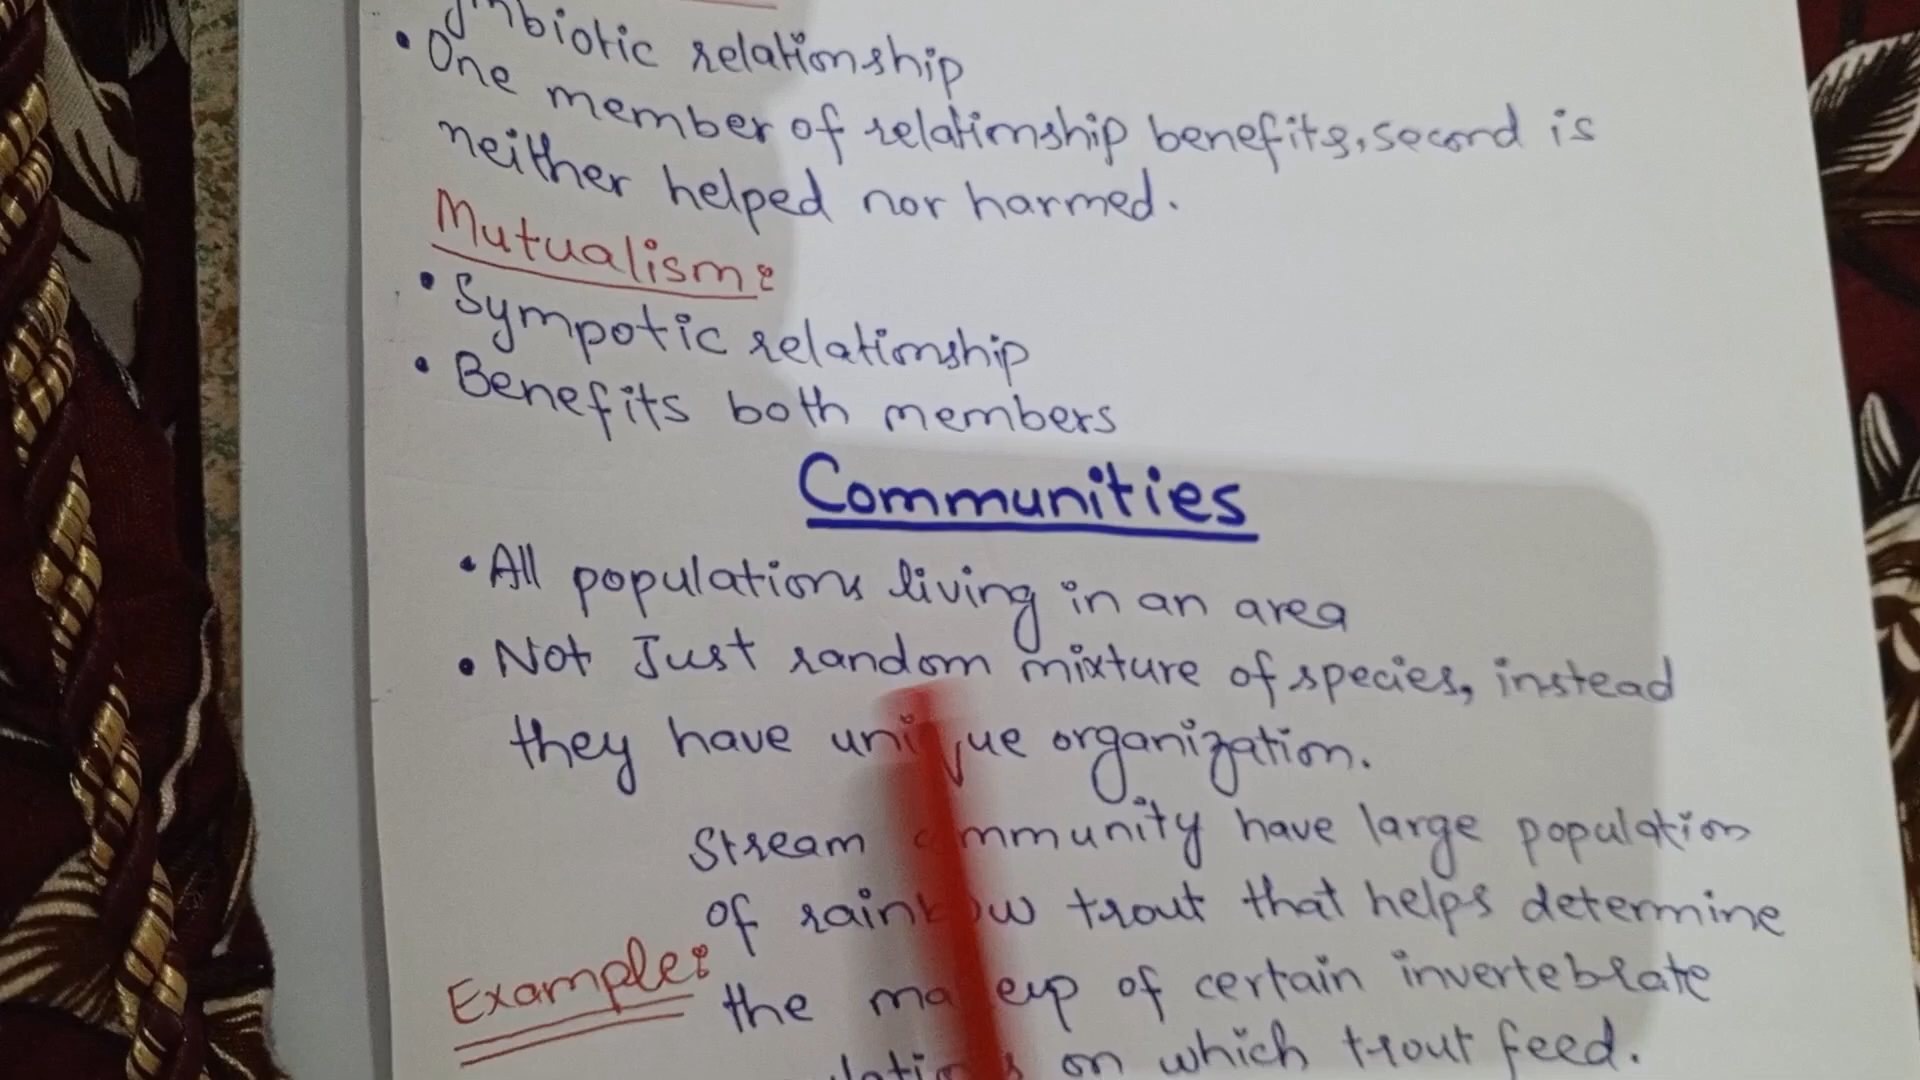 relationship
• One member of relationship benefits, second is
neither helped nor harmed.
Mutualism:
• Sympotic relationship
• Benefits both members
Communities
• All populations living in an area
• Not Just random mixture of species, instead
they have unique organization.
Stream community have large population
of rainbow trout that helps determine
Example:
the makeup of certain invertebrate
on which trout feed.